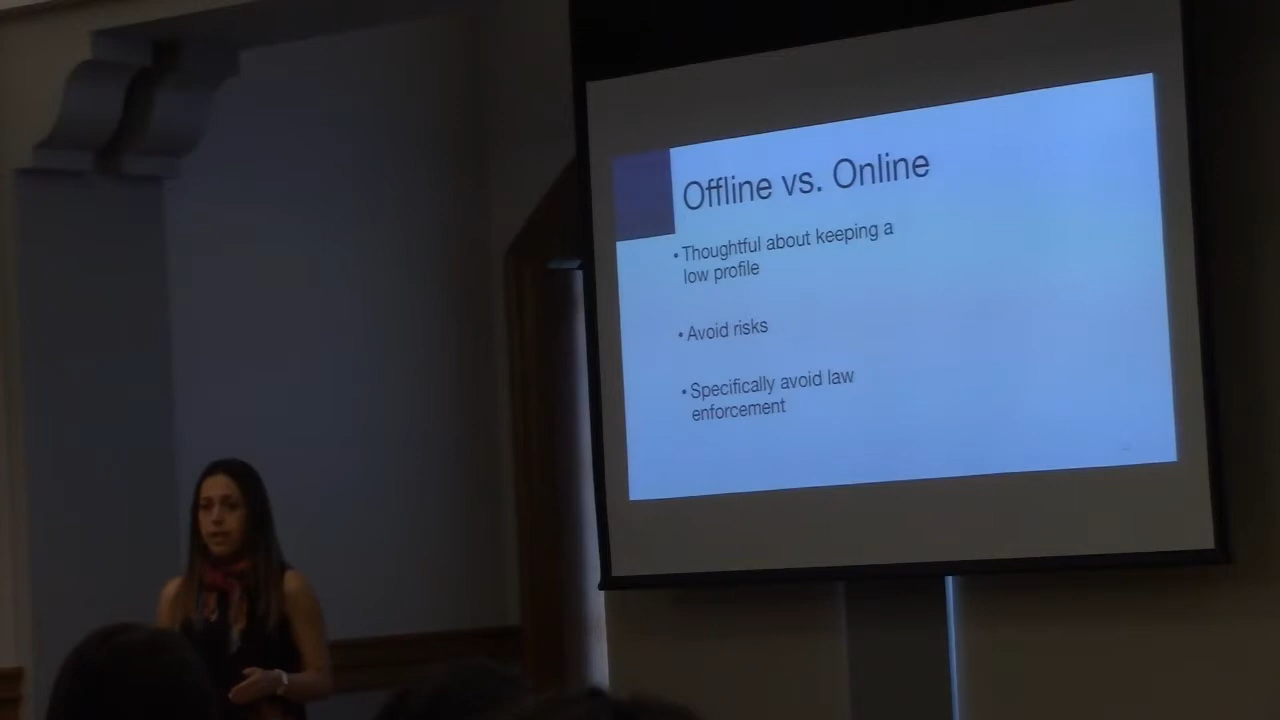 Offline vs. Online
• Thoughtful about keeping a
low profile
• Avoid risks
• Specifically avoid law
enforcement